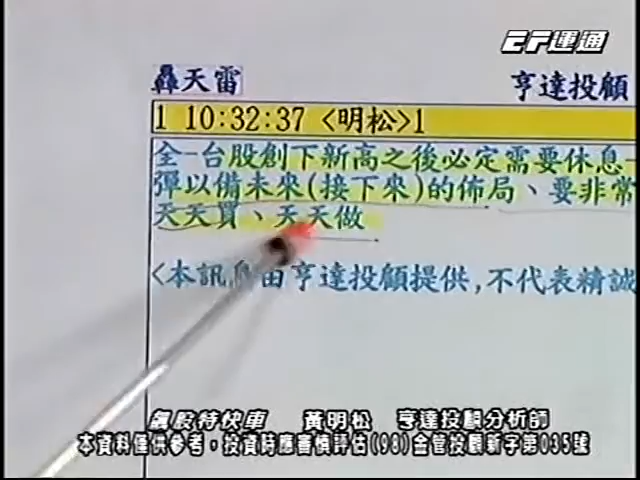 EF運通
轟天雷 亨達投顧
1 10:32:37 <明松>1
全一台股創下新高之後必定需要休息一
彈以備未來(接下來)的佈局、要非常
天天買、天天做
<本訊息由亨達投顧提供,不代表精誠
飆股特快車 黃明松 亨達投顧分析師
本資料僅供參考,投資時應審慎評估(98)金管投顧新字第035號